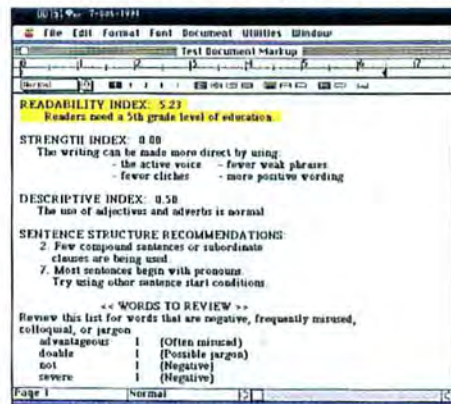 7-Oct-1991
File Edit Format Font Document Utilities Window
Test Document Markup
Normal
READABILITY INDEX: 5.23
Readers need a 5th grade level of education.
STRENGTH INDEX: 0.00
The writing can be made more direct by using:
- the active voice - fewer weak phrases
- fewer cliches - more positive wording
DESCRIPTIVE INDEX: 0.50
The use of adjectives and adverbs is normal
SENTENCE STRUCTURE RECOMMENDATIONS:
2. Few compound sentences or subordinate
clauses are being used.
7. Most sentences begin with pronouns.
Try using other sentence start conditions.
<< WORDS TO REVIEW >>
Review this list for words that are negative, frequently misused,
colloquial, or jargon
advantageous 1 (Often misused)
doable 1 (Possible jargon)
not 1 (Negative)
severe 1 (Negative)
Page 1 Normal